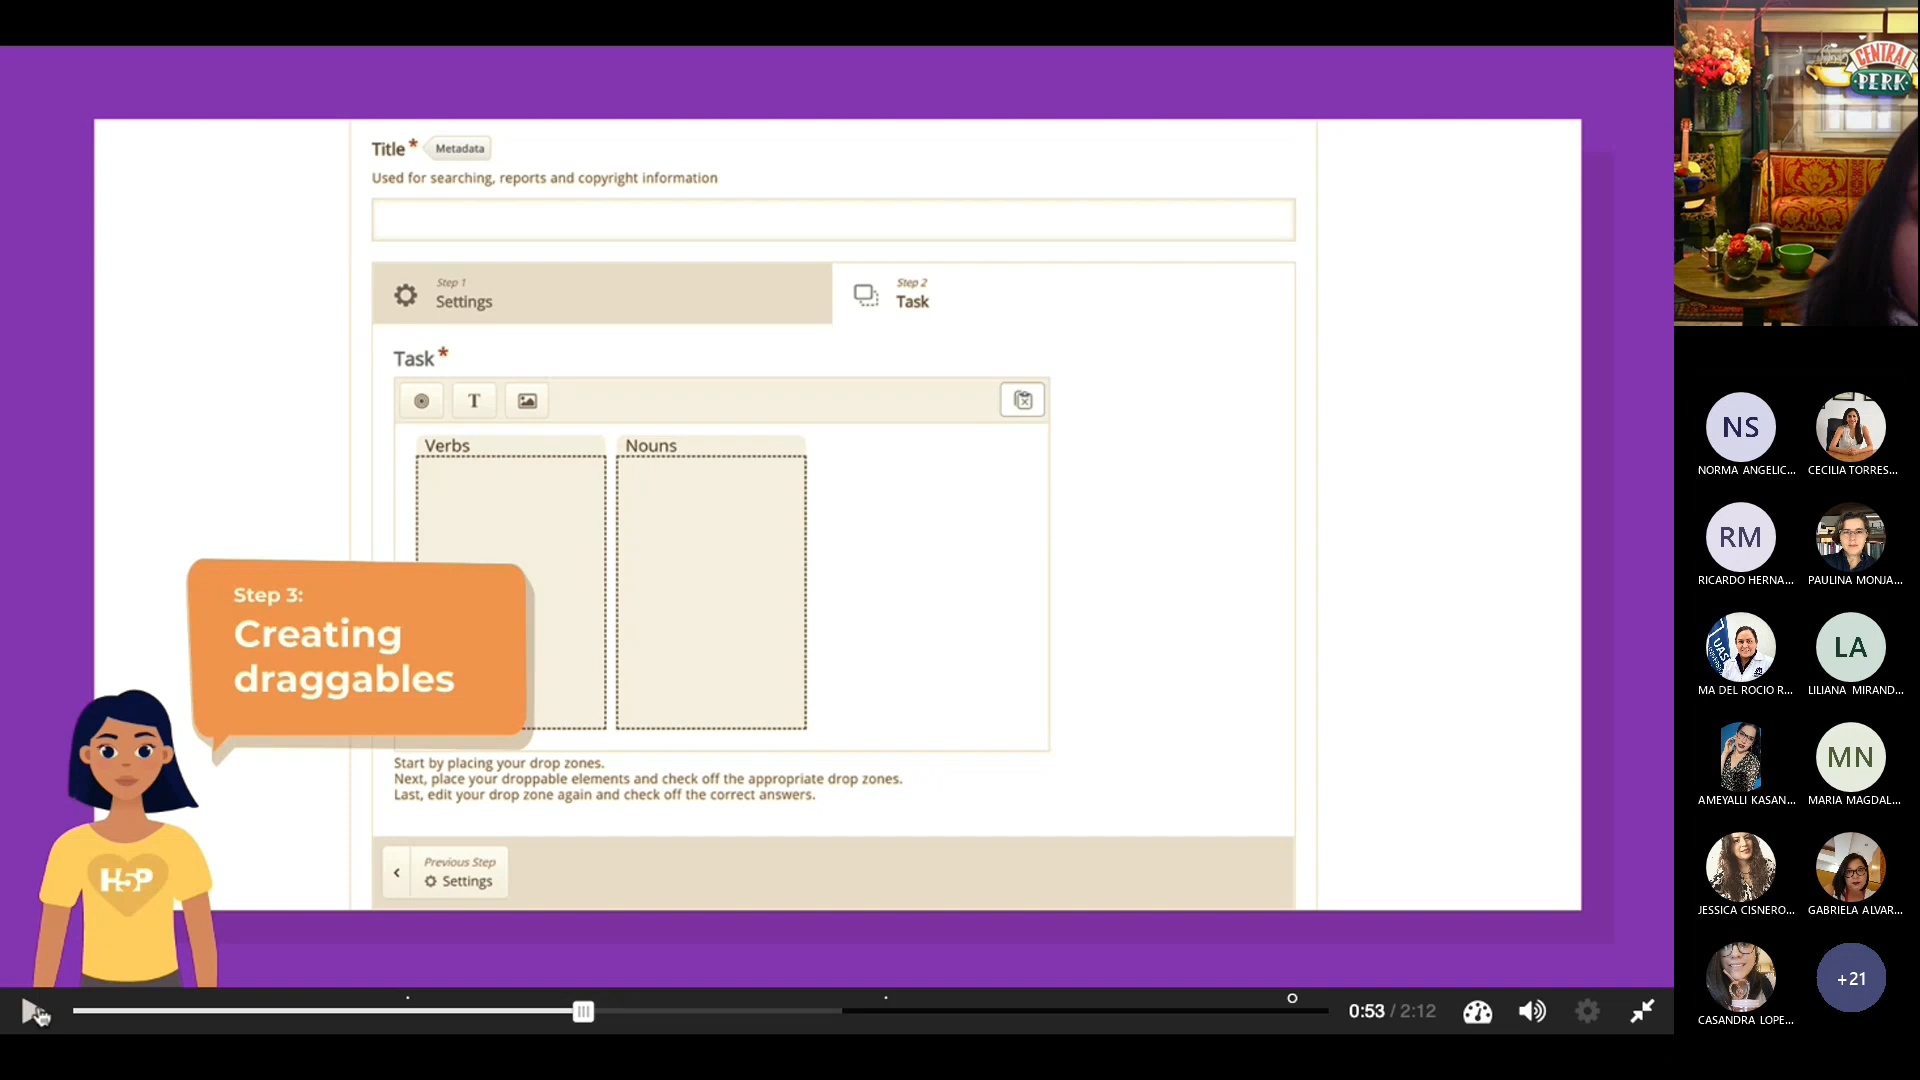 Title * Metadata
Used for searching, reports and copyright information
Step 1
Settings
Step 2
Task
Task *
T
Verbs
Nouns
Step 3:
Creating
draggables
Start by placing your drop zones.
Next, place your droppable elements and check off the appropriate drop zones.
Last, edit your drop zone again and check off the correct answers.
Previous Step
Settings
H5P
0:53 / 2:12
CENTRAL
PERK
NS
NORMA ANGELIC...
CECILIA TORRES...
RM
RICARDO HERNA...
PAULINA MONJA...
UAS
MA DEL ROCIO R...
LA
LILIANA MIRAND...
AMEYALLI KASAN...
MN
MARIA MAGDAL...
JESSICA CISNERO...
GABRIELA ALVAR...
CASANDRA LOPE...
+21